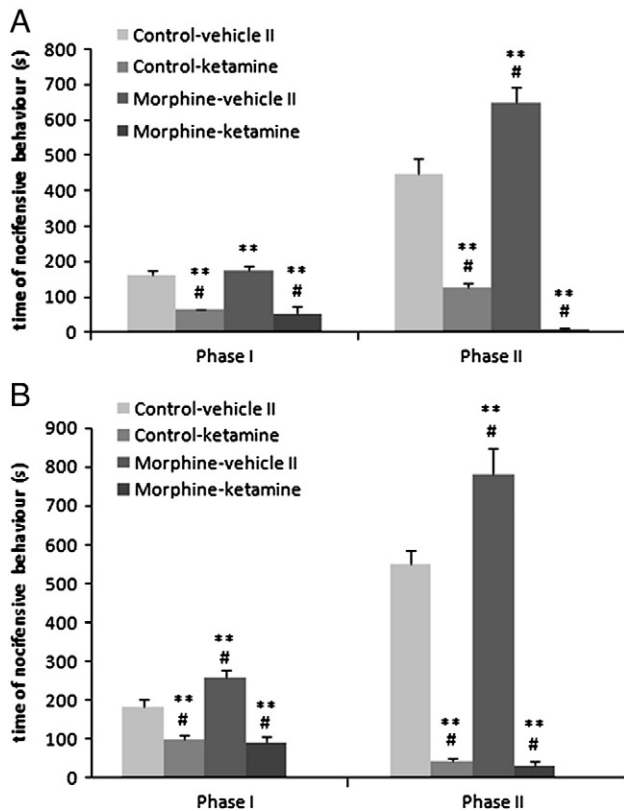 A
time of nocifensive behaviour (s)
800
700
600
500
400
300
200
100
0
Control-vehicle II
Control-ketamine
Morphine-vehicle II
Morphine-ketamine
**
#
**
**
#
**
#
**
#
**
#
Phase I
Phase II
B
time of nocifensive behaviour (s)
900
800
700
600
500
400
300
200
100
0
Control-vehicle II
Control-ketamine
Morphine-vehicle II
Morphine-ketamine
**
#
**
#
**
#
**
#
**
#
**
#
Phase I
Phase II